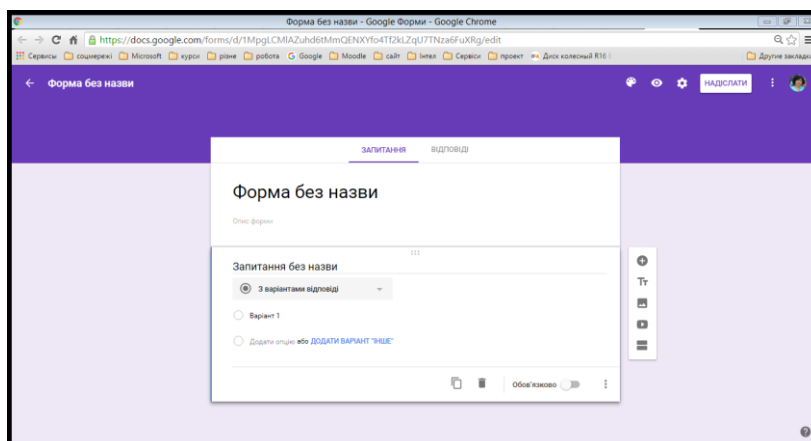 Форма без назви - Google Форми - Google Chrome
https://docs.google.com/forms/d/1MpgLCMlAZuhd6tMmQENXYfo4Tf2kLZqU7TNza6FuXRg/edit
Сервисы соцмережі Microsoft курси різне робота Google Moodle сайт Інтел Сервіси проект Диск колесный R16 Другие закладки
Форма без назви НАДІСЛАТИ
ЗАПИТАННЯ ВІДПОВІДІ
Форма без назви
Опис форми
Запитання без назви
З варіантами відповіді
Варіант 1
Додати опцію або ДОДАТИ ВАРІАНТ "ІНШЕ"
Обов'язково